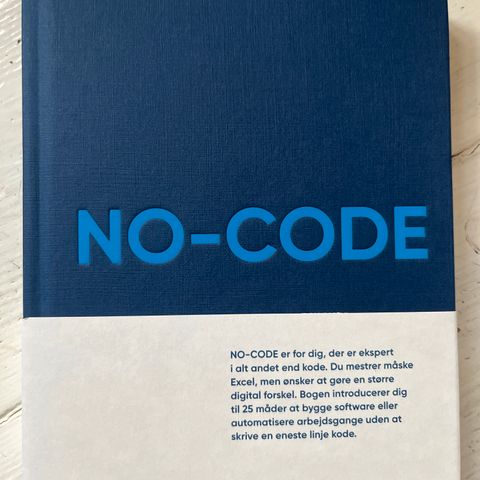 NO-CODE
NO-CODE er for dig, der er ekspert
i alt andet end kode. Du mestrer måske
Excel, men ønsker at gøre en større
digital forskel. Bogen introducerer dig
til 25 måder at bygge software eller
automatisere arbejdsgange uden at
skrive en eneste linje kode.